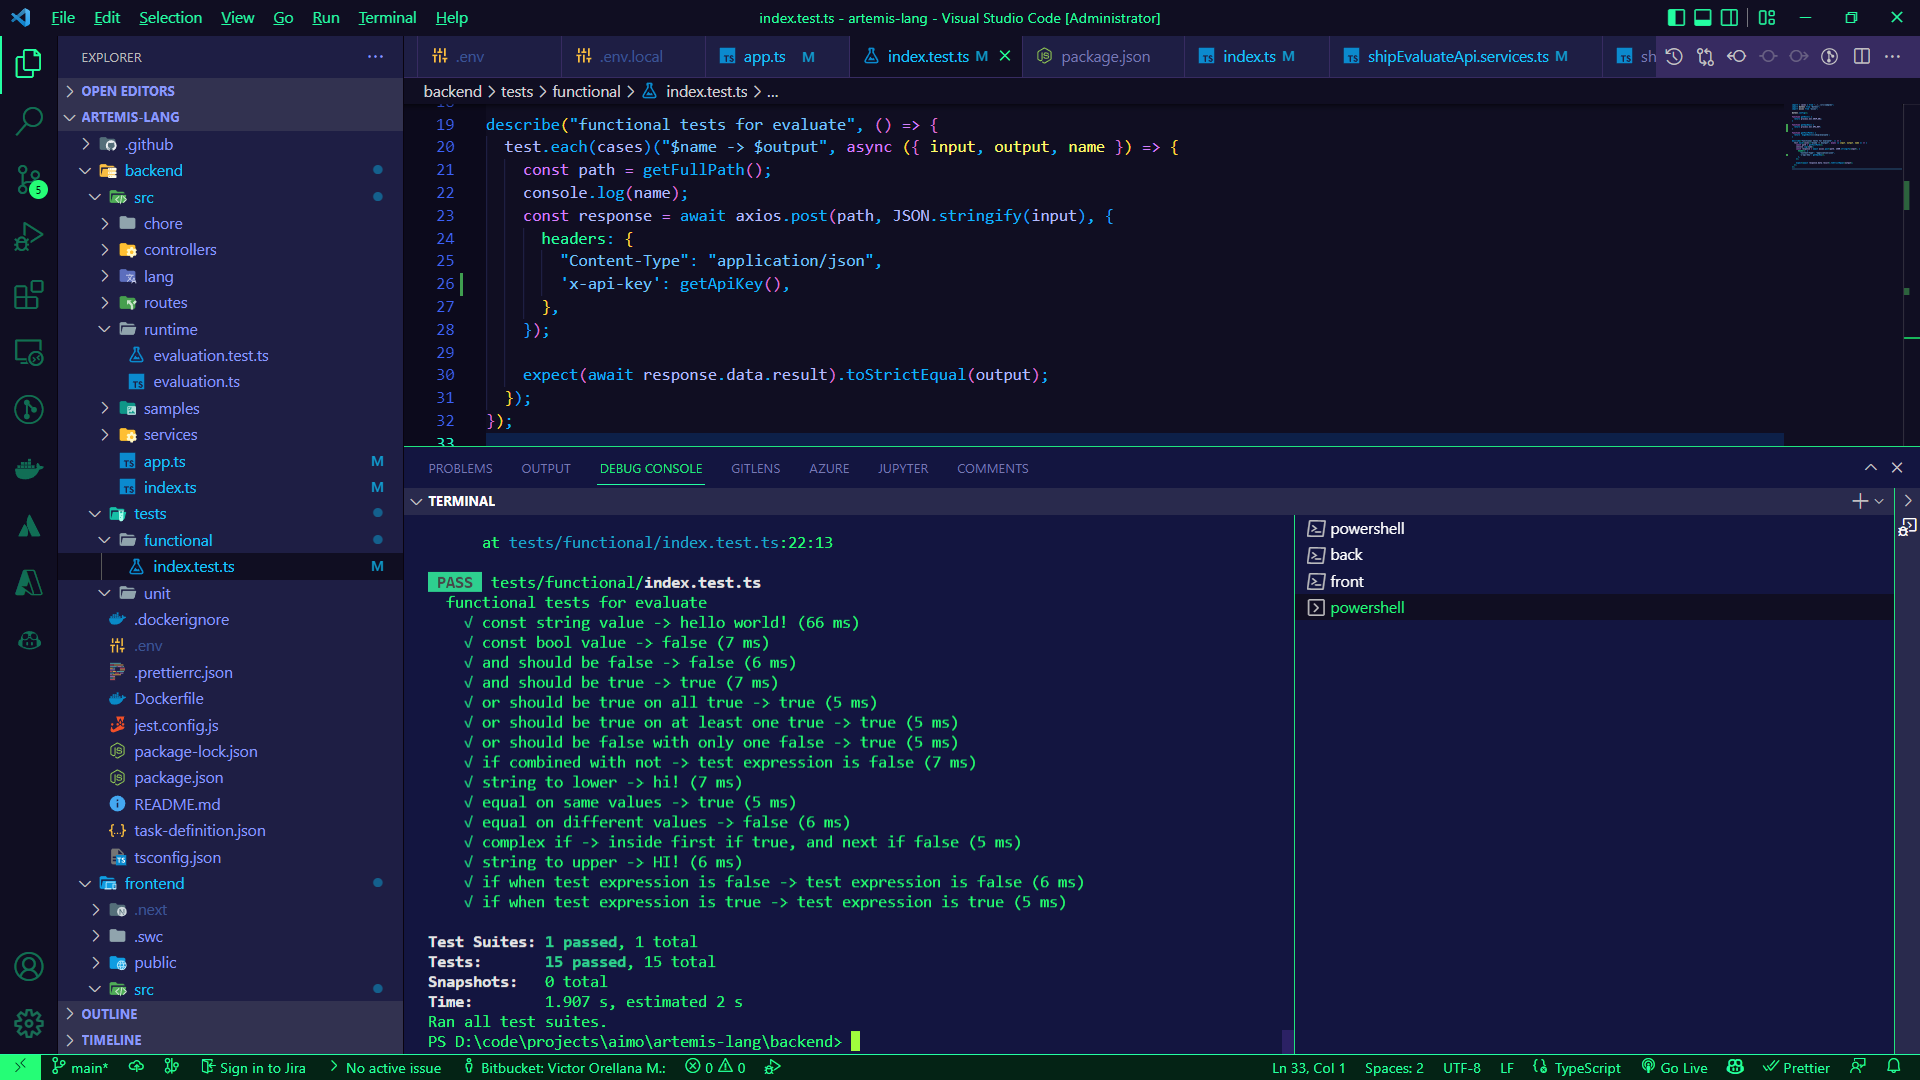 File Edit Selection View Go Run Terminal Help
index.test.ts - artemis-lang - Visual Studio Code [Administrator]
EXPLORER
.env
.env.local
app.ts M
index.test.ts M
package.json
index.ts M
shipEvaluateApi.services.ts M
sh
OPEN EDITORS
ARTEMIS-LANG
.github
backend
src
chore
controllers
lang
routes
runtime
evaluation.test.ts
evaluation.ts
samples
services
app.ts M
index.ts M
tests
functional
index.test.ts M
unit
.dockerignore
.env
.prettierrc.json
Dockerfile
jest.config.js
package-lock.json
package.json
README.md
task-definition.json
tsconfig.json
frontend
.next
.swc
public
src
OUTLINE
TIMELINE
5
backend > tests > functional > index.test.ts > ...
18
19 describe("functional tests for evaluate", () => {
20 test.each(cases)("$name -> $output", async ({ input, output, name }) => {
21 const path = getFullPath();
22 console.log(name);
23 const response = await axios.post(path, JSON.stringify(input), {
24 headers: {
25 "Content-Type": "application/json",
26 'x-api-key': getApiKey(),
27 },
28 });
29
30 expect(await response.data.result).toStrictEqual(output);
31 });
32 });
33
PROBLEMS OUTPUT DEBUG CONSOLE GITLENS AZURE JUPYTER COMMENTS
TERMINAL
at tests/functional/index.test.ts:22:13
PASS tests/functional/index.test.ts
functional tests for evaluate
√ const string value -> hello world! (66 ms)
√ const bool value -> false (7 ms)
√ and should be false -> false (6 ms)
√ and should be true -> true (7 ms)
√ or should be true on all true -> true (5 ms)
√ or should be true on at least one true -> true (5 ms)
√ or should be false with only one false -> true (5 ms)
√ if combined with not -> test expression is false (7 ms)
√ string to lower -> hi! (7 ms)
√ equal on same values -> true (5 ms)
√ equal on different values -> false (6 ms)
√ complex if -> inside first if true, and next if false (5 ms)
√ string to upper -> HI! (6 ms)
√ if when test expression is false -> test expression is false (6 ms)
√ if when test expression is true -> test expression is true (5 ms)
Test Suites: 1 passed, 1 total
Tests: 15 passed, 15 total
Snapshots: 0 total
Time: 1.907 s, estimated 2 s
Ran all test suites.
PS D:\code\projects\aimo\artemis-lang\backend>
powershell
back
front
powershell
main* Sign in to Jira No active issue Bitbucket: Victor Orellana M.: 0 0 Ln 33, Col 1 Spaces: 2 UTF-8 LF TypeScript Go Live Prettier